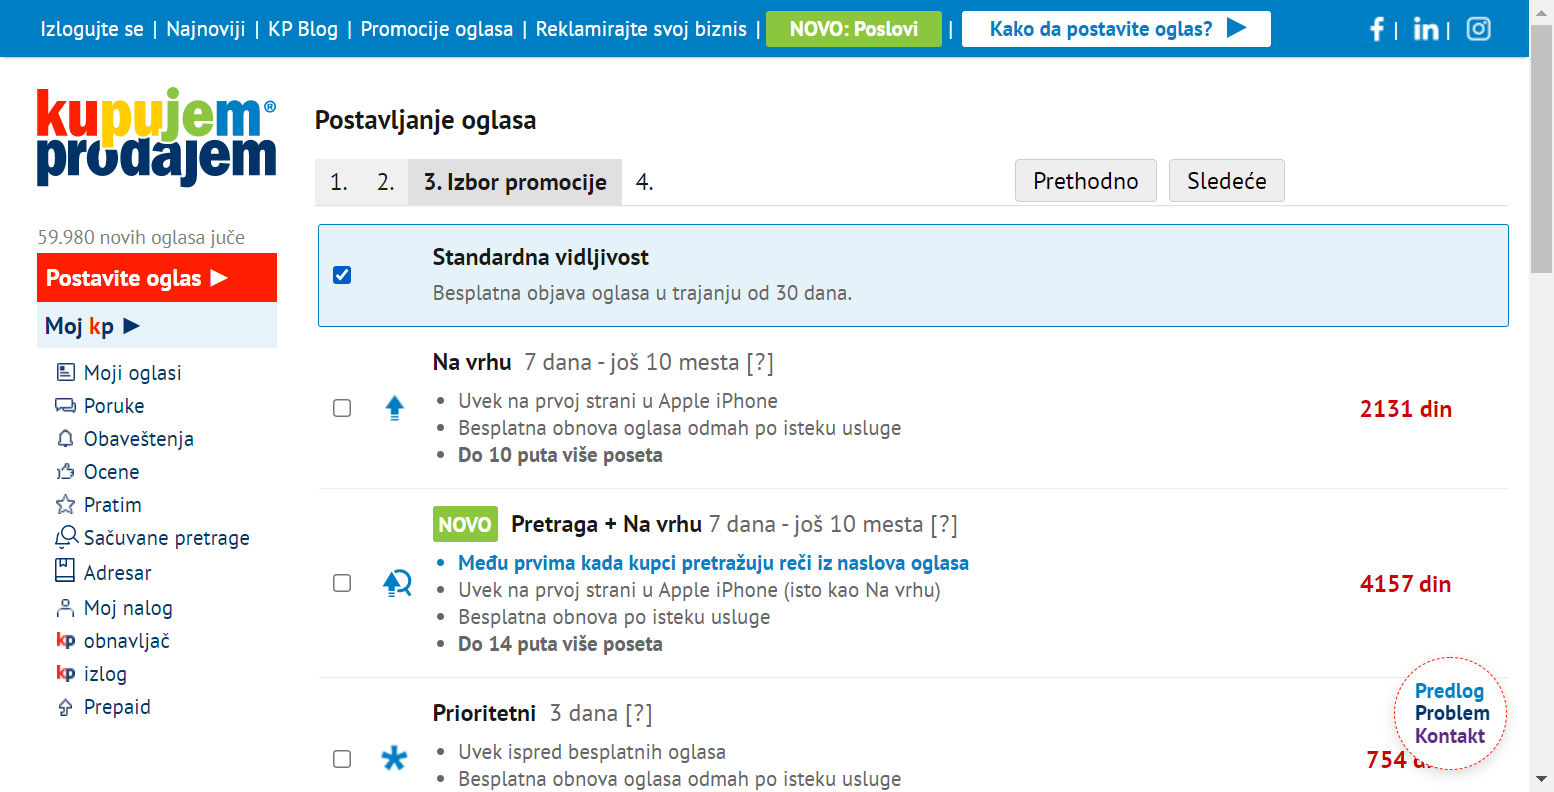 Izlogujte se | Najnoviji | KP Blog | Promocije oglasa | Reklamirajte svoj biznis | NOVO: Poslovi | Kako da postavite oglas?
kupujem®
prodajem
59.980 novih oglasa juče
Postavite oglas
Moj kp
Moji oglasi
Poruke
Obaveštenja
Ocene
Pratim
Sačuvane pretrage
Adresar
Moj nalog
kp obnavljač
kp izlog
Prepaid
Postavljanje oglasa
1. 2. 3. Izbor promocije 4. Prethodno Sledeće
Standardna vidljivost
Besplatna objava oglasa u trajanju od 30 dana.
Na vrhu 7 dana - još 10 mesta [?]
Uvek na prvoj strani u Apple iPhone
Besplatna obnova oglasa odmah po isteku usluge
Do 10 puta više poseta
2131 din
NOVO Pretraga + Na vrhu 7 dana - još 10 mesta [?]
Među prvima kada kupci pretražuju reči iz naslova oglasa
Uvek na prvoj strani u Apple iPhone (isto kao Na vrhu)
Besplatna obnova po isteku usluge
Do 14 puta više poseta
4157 din
Prioritetni 3 dana [?]
Uvek ispred besplatnih oglasa
Besplatna obnova oglasa odmah po isteku usluge
754
Predlog
Problem
Kontakt